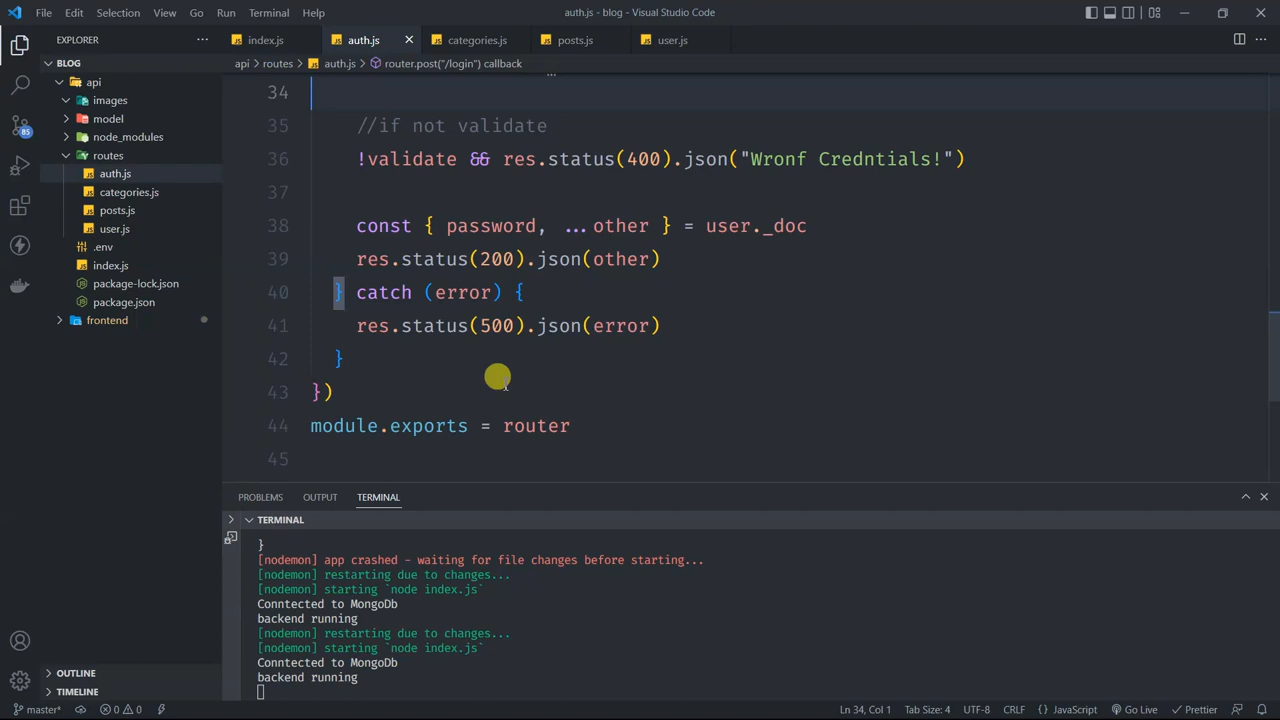 File Edit Selection View Go Run Terminal Help auth.js - blog - Visual Studio Code
EXPLORER
index.js auth.js categories.js posts.js user.js
BLOG
api > routes > auth.js > router.post("/login") callback
api
images
model
node_modules
routes
auth.js
categories.js
posts.js
user.js
.env
index.js
package-lock.json
package.json
frontend
85
34
35 //if not validate
36 !validate && res.status(400).json("Wronf Credntials!")
37
38 const { password, ...other } = user._doc
39 res.status(200).json(other)
40 } catch (error) {
41 res.status(500).json(error)
42 }
43 })
44 module.exports = router
45
PROBLEMS OUTPUT TERMINAL
TERMINAL
}
[nodemon] app crashed - waiting for file changes before starting...
[nodemon] restarting due to changes...
[nodemon] starting `node index.js`
Conntected to MongoDb
backend running
[nodemon] restarting due to changes...
[nodemon] starting `node index.js`
Conntected to MongoDb
backend running
OUTLINE
TIMELINE
master* 0 0 Ln 34, Col 1 Tab Size: 4 UTF-8 CRLF {} JavaScript Go Live Prettier